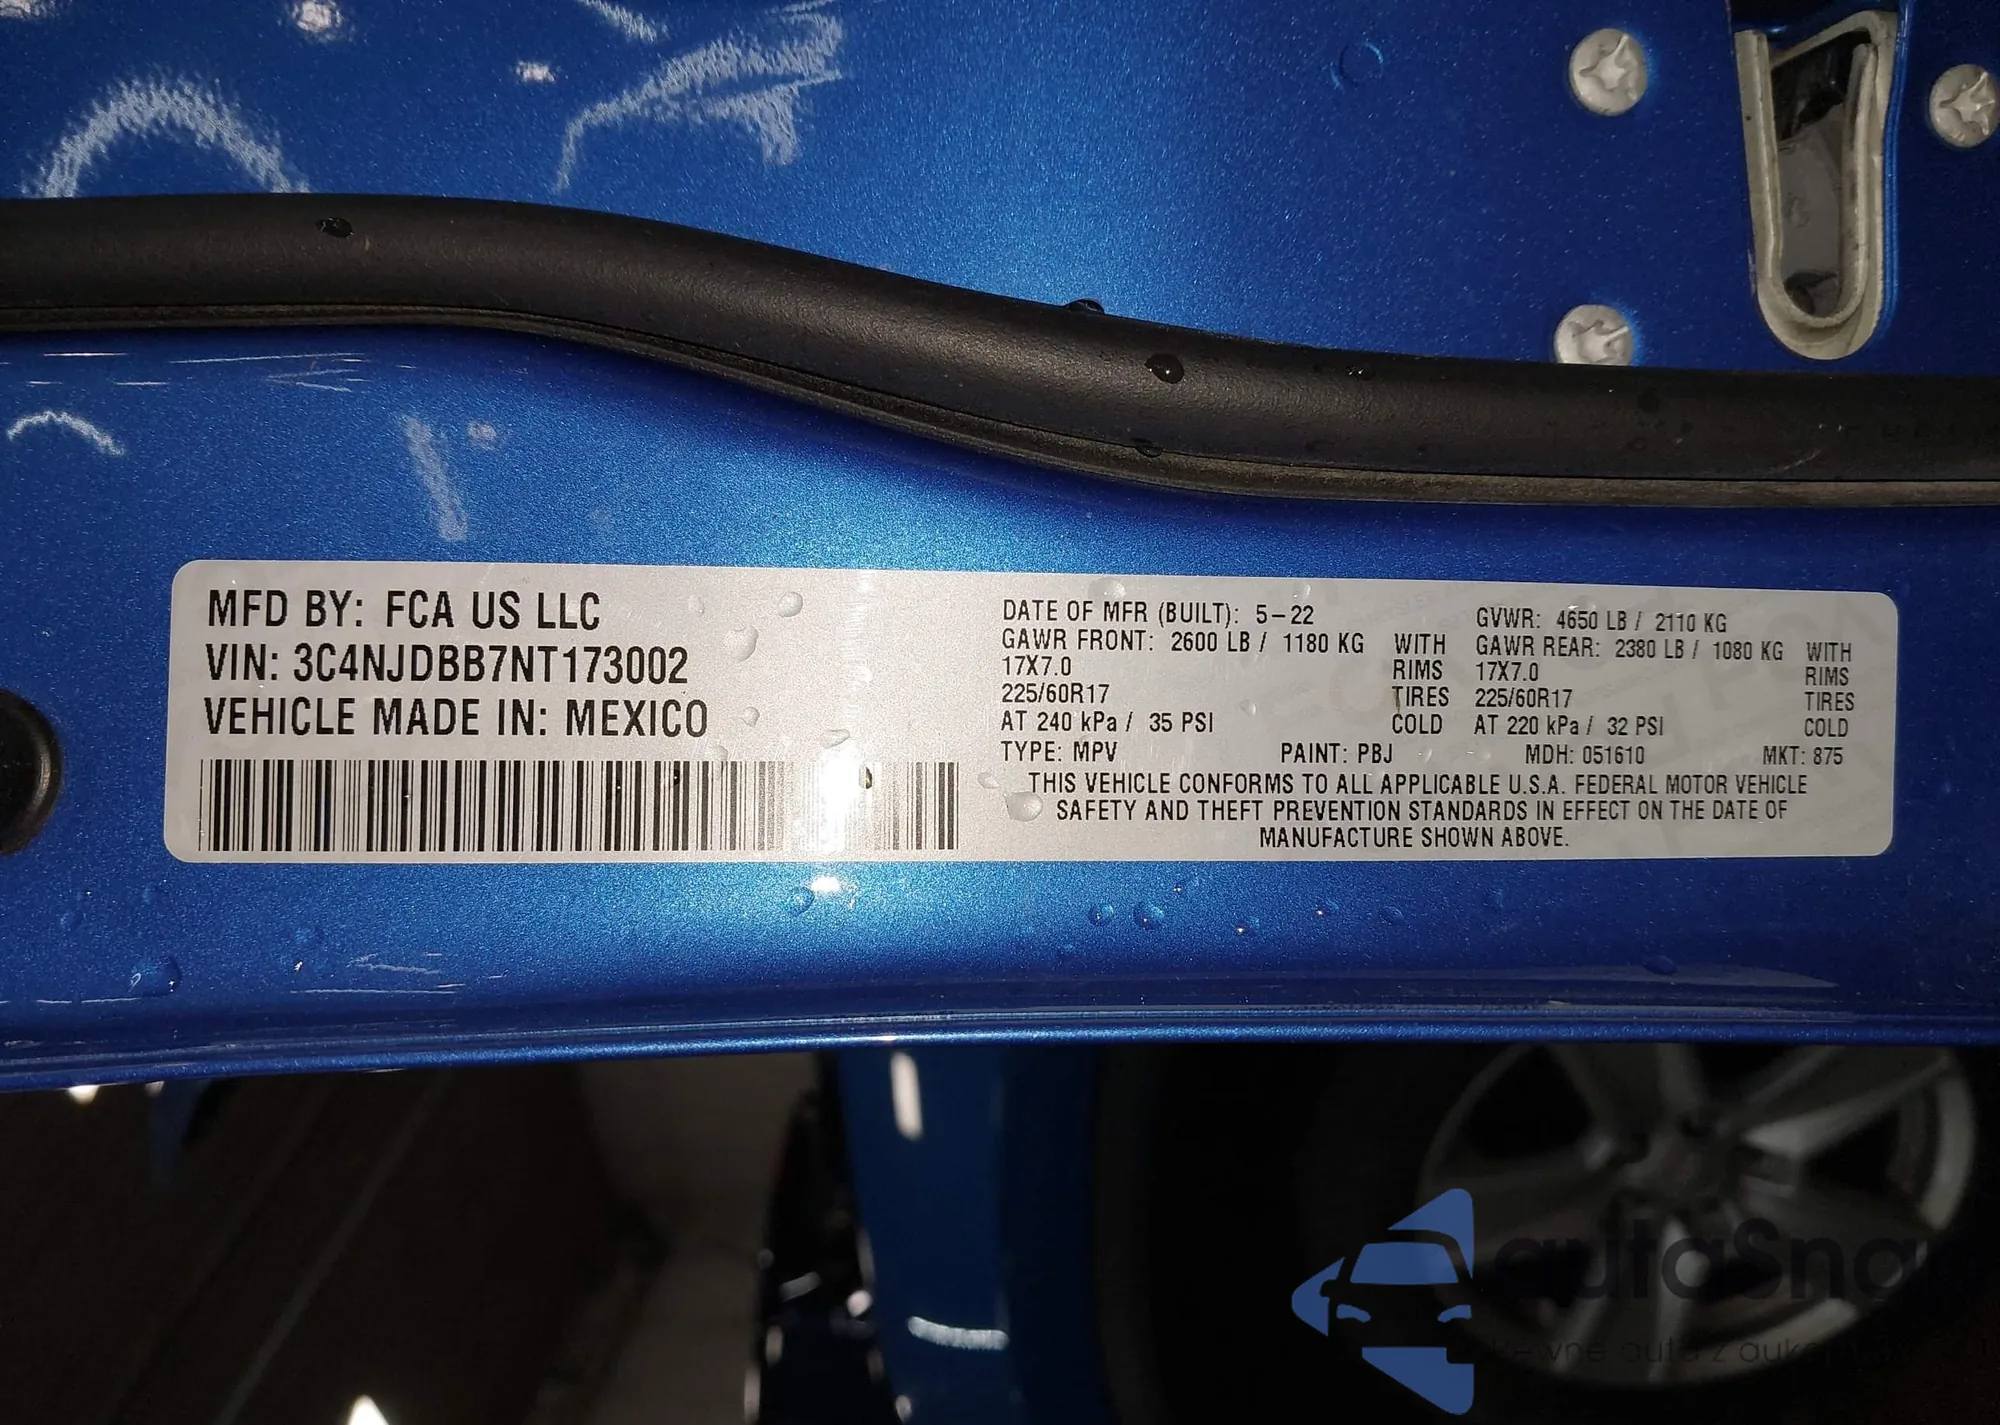 MFD BY: FCA US LLC
VIN: 3C4NJDBB7NT173002
VEHICLE MADE IN: MEXICO
DATE OF MFR (BUILT): 5-22 GVWR: 4650 LB / 2110 KG
GAWR FRONT: 2600 LB / 1180 KG WITH GAWR REAR: 2380 LB / 1080 KG WITH
17X7.0 RIMS 17X7.0 RIMS
225/60R17 TIRES 225/60R17 TIRES
AT 240 kPa / 35 PSI COLD AT 220 kPa / 32 PSI COLD
TYPE: MPV PAINT: PBJ MDH: 051610 MKT: 875
THIS VEHICLE CONFORMS TO ALL APPLICABLE U.S.A. FEDERAL MOTOR VEHICLE
SAFETY AND THEFT PREVENTION STANDARDS IN EFFECT ON THE DATE OF
MANUFACTURE SHOWN ABOVE.
autaSna
ewne auta z auk